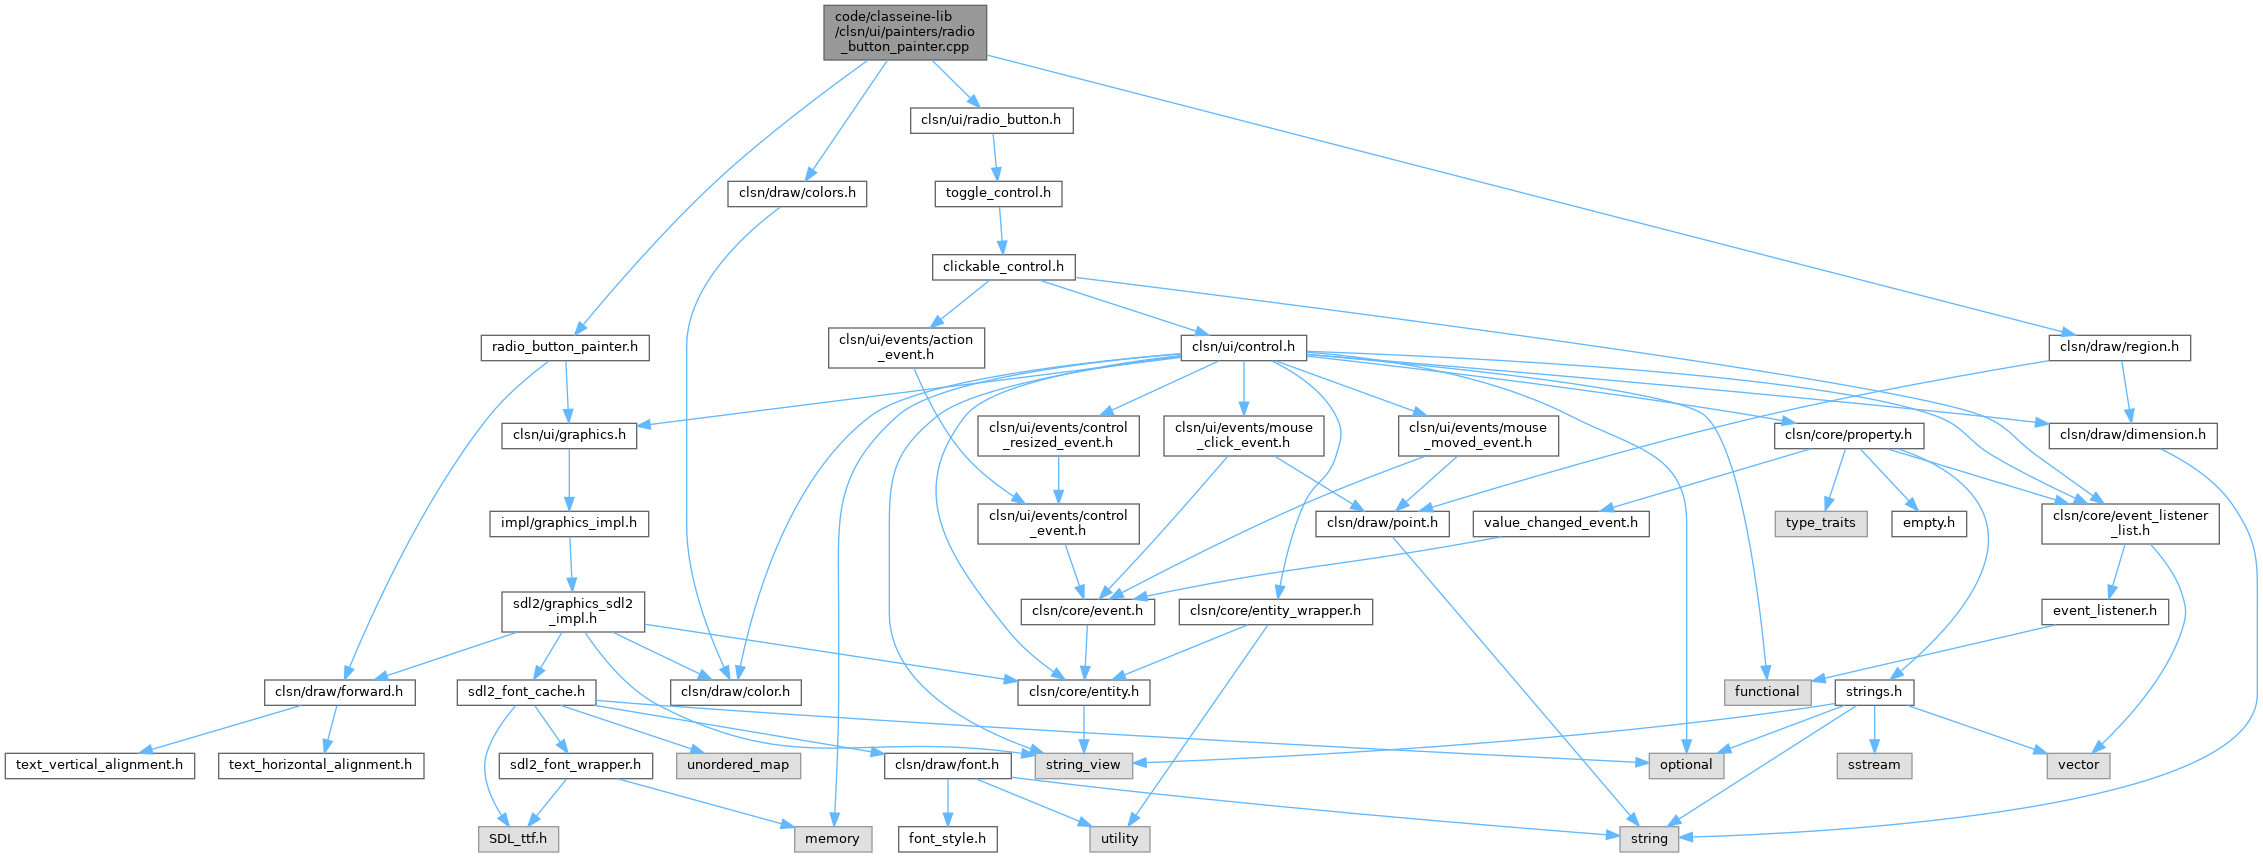 code/classeine-lib
/clsn/ui/painters/radio
_button_painter.cpp
clsn/ui/radio_button.h
clsn/draw/colors.h
toggle_control.h
clickable_control.h
radio_button_painter.h
clsn/ui/events/action
_event.h
clsn/ui/control.h
clsn/draw/region.h
clsn/ui/graphics.h
clsn/ui/events/control
_resized_event.h
clsn/ui/events/mouse
_click_event.h
clsn/ui/events/mouse
_moved_event.h
clsn/core/property.h
clsn/draw/dimension.h
impl/graphics_impl.h
clsn/ui/events/control
_event.h
clsn/draw/point.h
value_changed_event.h
type_traits
empty.h
clsn/core/event_listener
_list.h
sdl2/graphics_sdl2
_impl.h
clsn/core/event.h
clsn/core/entity_wrapper.h
event_listener.h
clsn/draw/forward.h
sdl2_font_cache.h
clsn/draw/color.h
clsn/core/entity.h
functional
strings.h
text_vertical_alignment.h
text_horizontal_alignment.h
sdl2_font_wrapper.h
unordered_map
clsn/draw/font.h
string_view
optional
sstream
vector
SDL_ttf.h
memory
font_style.h
utility
string